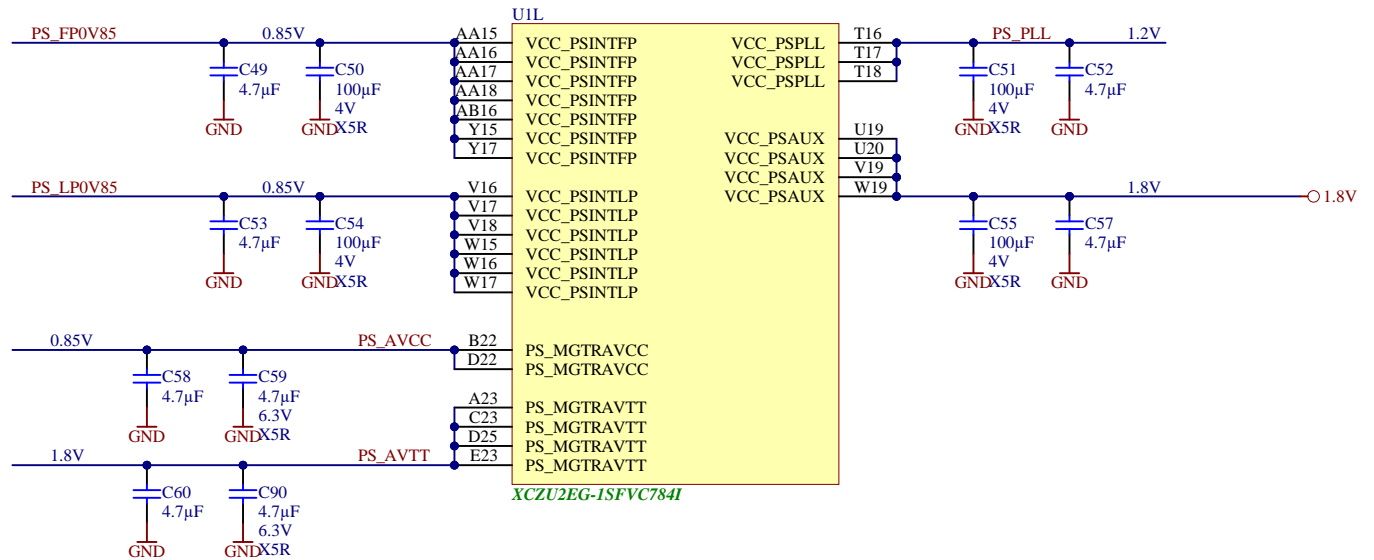 U1L
PS_FP0V85 0.85V AA15 VCC_PSINTFP VCC_PSPLL T16 PS_PLL 1.2V
AA16 VCC_PSINTFP VCC_PSPLL T17
C49 C50 AA17 VCC_PSINTFP VCC_PSPLL T18 C51 C52
4.7µF 100µF AA18 VCC_PSINTFP 100µF 4.7µF
4V AB16 VCC_PSINTFP 4V
GND GND X5R Y15 VCC_PSINTFP VCC_PSAUX U19 GND X5R GND
Y17 VCC_PSINTFP VCC_PSAUX U20
VCC_PSAUX V19
PS_LP0V85 0.85V V16 VCC_PSINTLP VCC_PSAUX W19 1.8V 1.8V
V17 VCC_PSINTLP
C53 C54 V18 VCC_PSINTLP C55 C57
4.7µF 100µF W15 VCC_PSINTLP 100µF 4.7µF
4V W16 VCC_PSINTLP 4V
GND GND X5R W17 VCC_PSINTLP GND X5R GND
0.85V PS_AVCC B22 PS_MGTRAVCC
D22 PS_MGTRAVCC
C58 C59
4.7µF 4.7µF A23 PS_MGTRAVTT
6.3V C23 PS_MGTRAVTT
GND GND X5R D25 PS_MGTRAVTT
1.8V PS_AVTT E23 PS_MGTRAVTT
C60 C90 XCZU2EG-1SFVC784I
4.7µF 4.7µF
6.3V
GND GND X5R